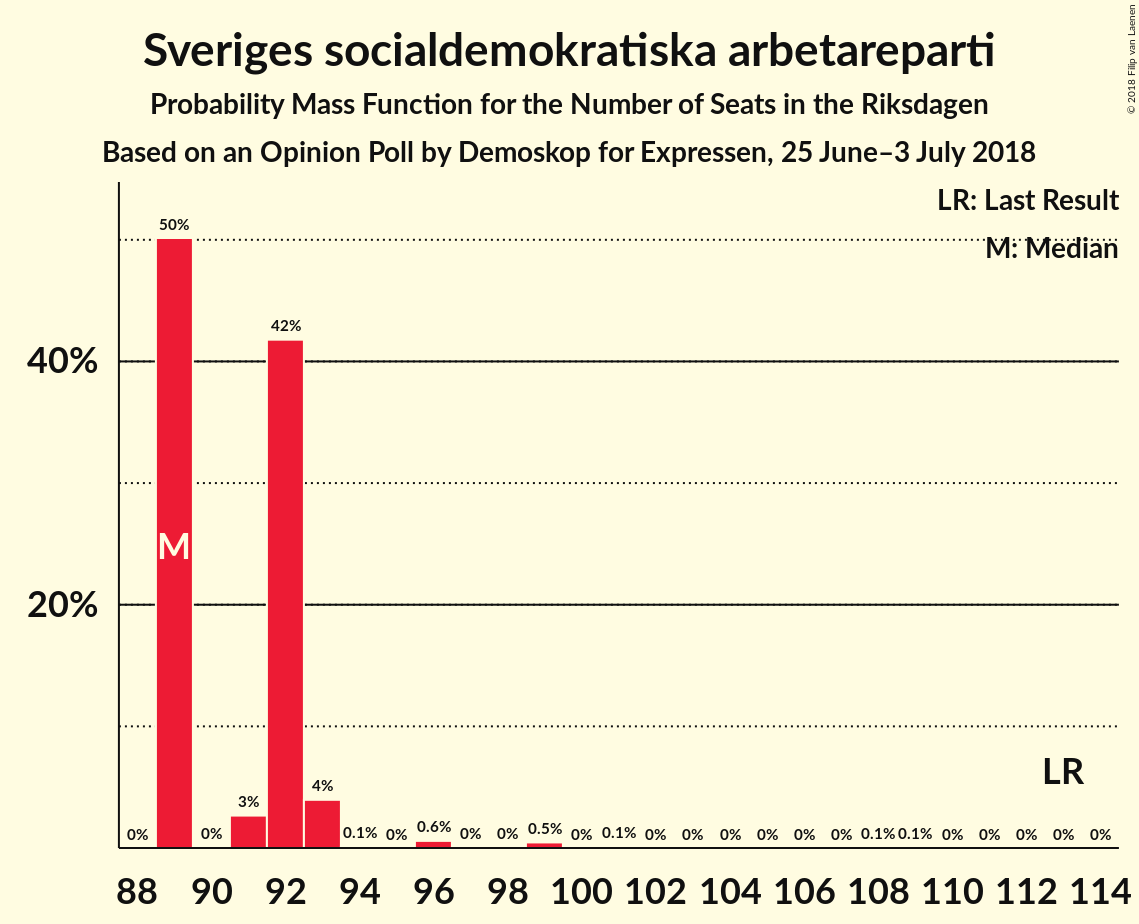 Sveriges socialdemokratiska arbetareparti
Probability Mass Function for the Number of Seats in the Riksdagen
Based on an Opinion Poll by Demoskop for Expressen, 25 June–3 July 2018
© 2018 Filip van Laenen
LR: Last Result
M: Median
50%
42%
40%
M
20%
LR
0% 0% 3% 4% 0.1% 0% 0.6% 0% 0% 0.5% 0% 0.1% 0% 0% 0% 0% 0% 0% 0.1% 0.1% 0% 0% 0% 0% 0%
88 90 92 94 96 98 100 102 104 106 108 110 112 114